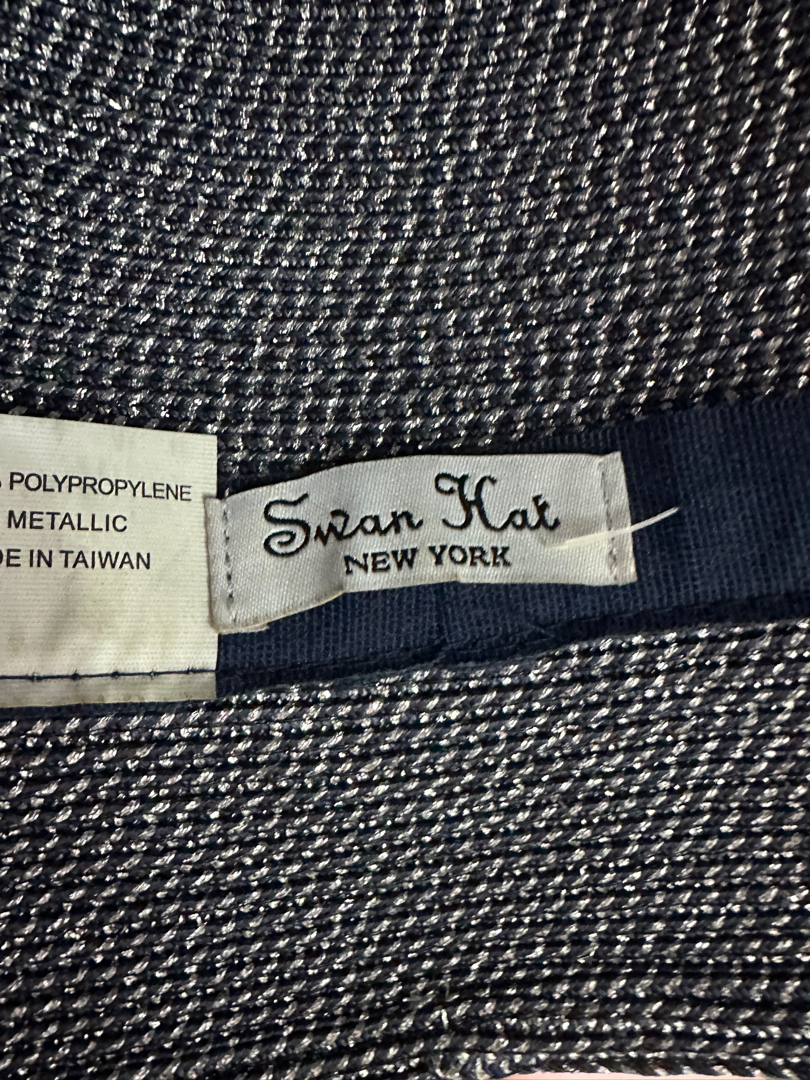 POLYPROPYLENE
METALLIC
DE IN TAIWAN
Swan Hat
NEW YORK